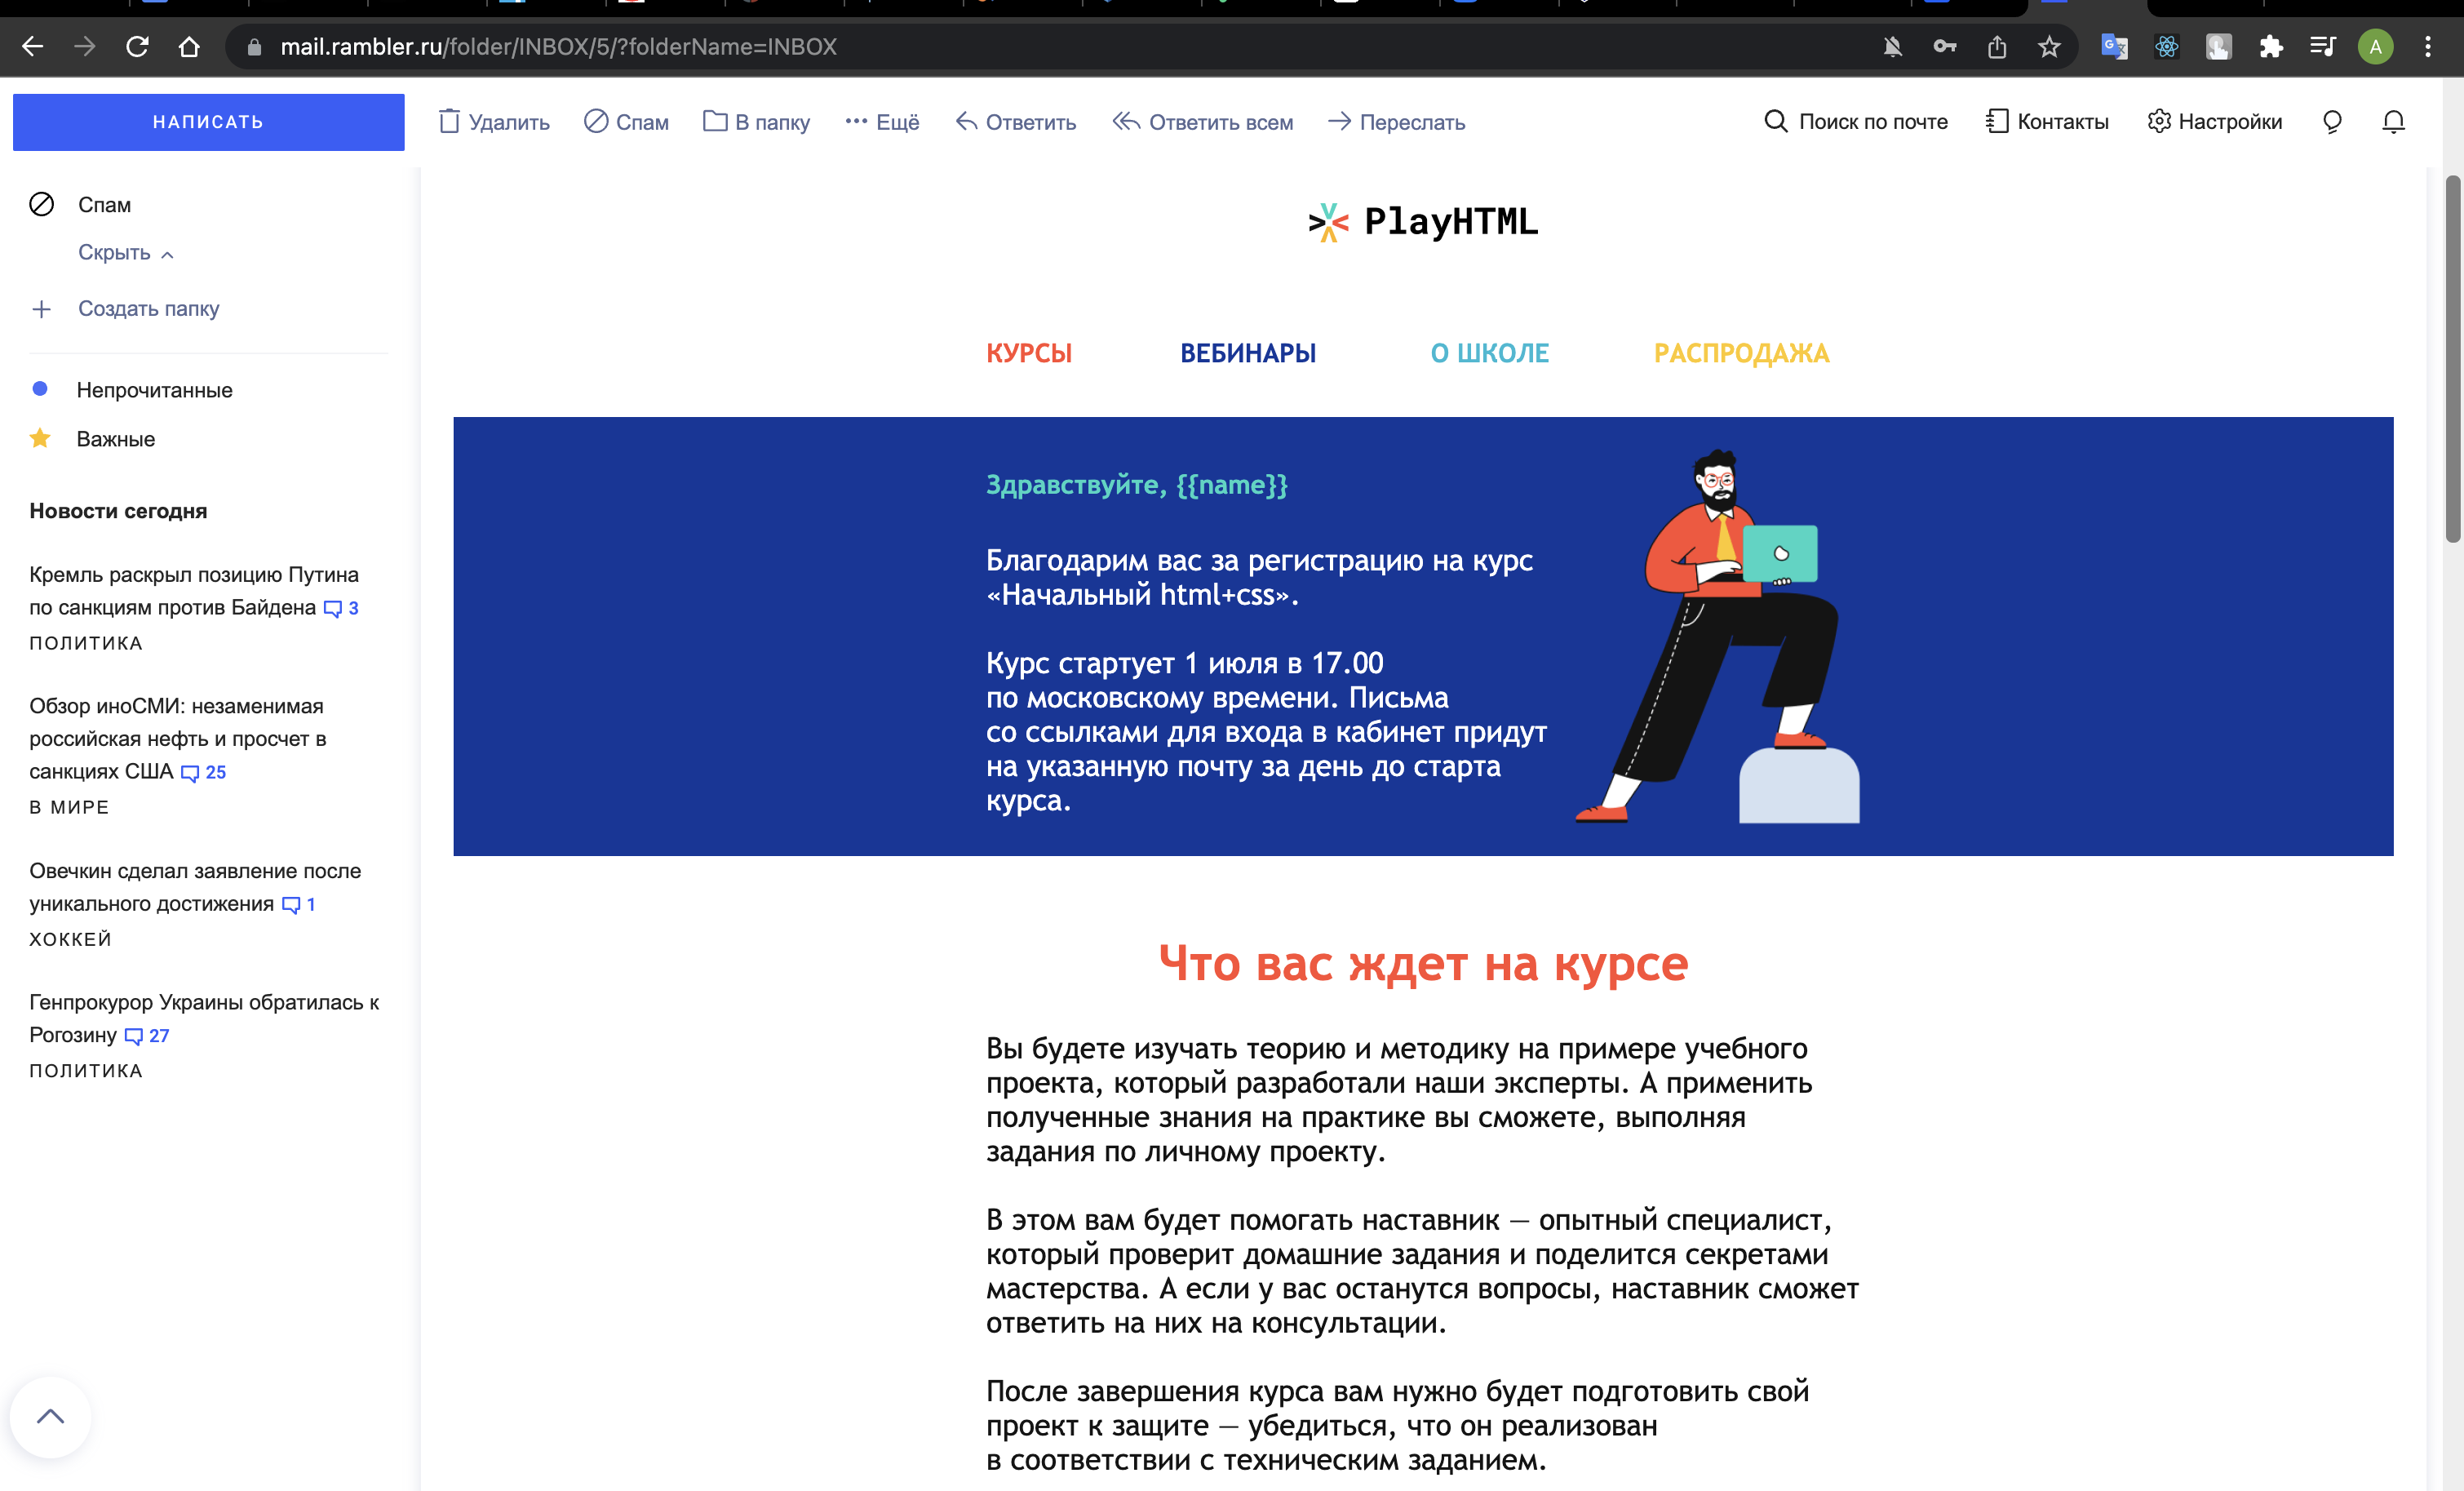 mail.rambler.ru/folder/INBOX/5/?folderName=INBOX
A
НАПИСАТЬ
Удалить
Спам
В папку
Ещё
Ответить
Ответить всем
Переслать
Поиск по почте
Контакты
Настройки
Спам
Скрыть
Создать папку
Непрочитанные
Важные
Новости сегодня
Кремль раскрыл позицию Путина
по санкциям против Байдена 3
ПОЛИТИКА
Обзор иноСМИ: незаменимая
российская нефть и просчет в
санкциях США 25
В МИРЕ
Овечкин сделал заявление после
уникального достижения 1
ХОККЕЙ
Генпрокурор Украины обратилась к
Рогозину 27
ПОЛИТИКА
PlayHTML
КУРСЫ
ВЕБИНАРЫ
О ШКОЛЕ
РАСПРОДАЖА
Здравствуйте, {{name}}
Благодарим вас за регистрацию на курс
«Начальный html+css».
Курс стартует 1 июля в 17.00
по московскому времени. Письма
со ссылками для входа в кабинет придут
на указанную почту за день до старта
курса.
Что вас ждет на курсе
Вы будете изучать теорию и методику на примере учебного
проекта, который разработали наши эксперты. А применить
полученные знания на практике вы сможете, выполняя
задания по личному проекту.
В этом вам будет помогать наставник — опытный специалист,
который проверит домашние задания и поделится секретами
мастерства. А если у вас останутся вопросы, наставник сможет
ответить на них на консультации.
После завершения курса вам нужно будет подготовить свой
проект к защите — убедиться, что он реализован
в соответствии с техническим заданием.